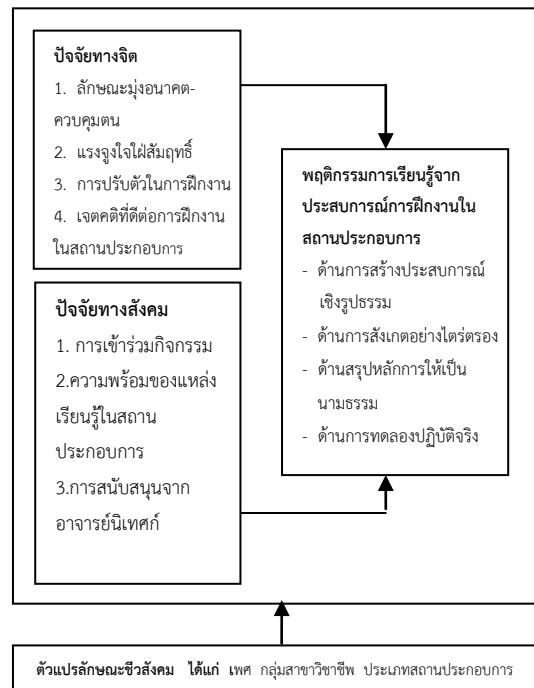 ปัจจัยทางจิต
1. ลักษณะมุ่งอนาคต-
ควบคุมตน
2. แรงจูงใจใฝ่สัมฤทธิ์
3. การปรับตัวในการฝึกงาน
4. เจตคติที่ดีต่อการฝึกงาน
ในสถานประกอบการ
ปัจจัยทางสังคม
1. การเข้าร่วมกิจกรรม
2.ความพร้อมของแหล่ง
เรียนรู้ในสถาน
ประกอบการ
3.การสนับสนุนจาก
อาจารย์นิเทศก์
พฤติกรรมการเรียนรู้จาก
ประสบการณ์การฝึกงานใน
สถานประกอบการ
- ด้านการสร้างประสบการณ์
เชิงรูปธรรม
- ด้านการสังเกตอย่างไตร่ตรอง
- ด้านสรุปหลักการให้เป็น
นามธรรม
- ด้านการทดลองปฏิบัติจริง
ตัวแปรลักษณะชีวสังคม ได้แก่ เพศ กลุ่มสาขาวิชาชีพ ประเภทสถานประกอบการ